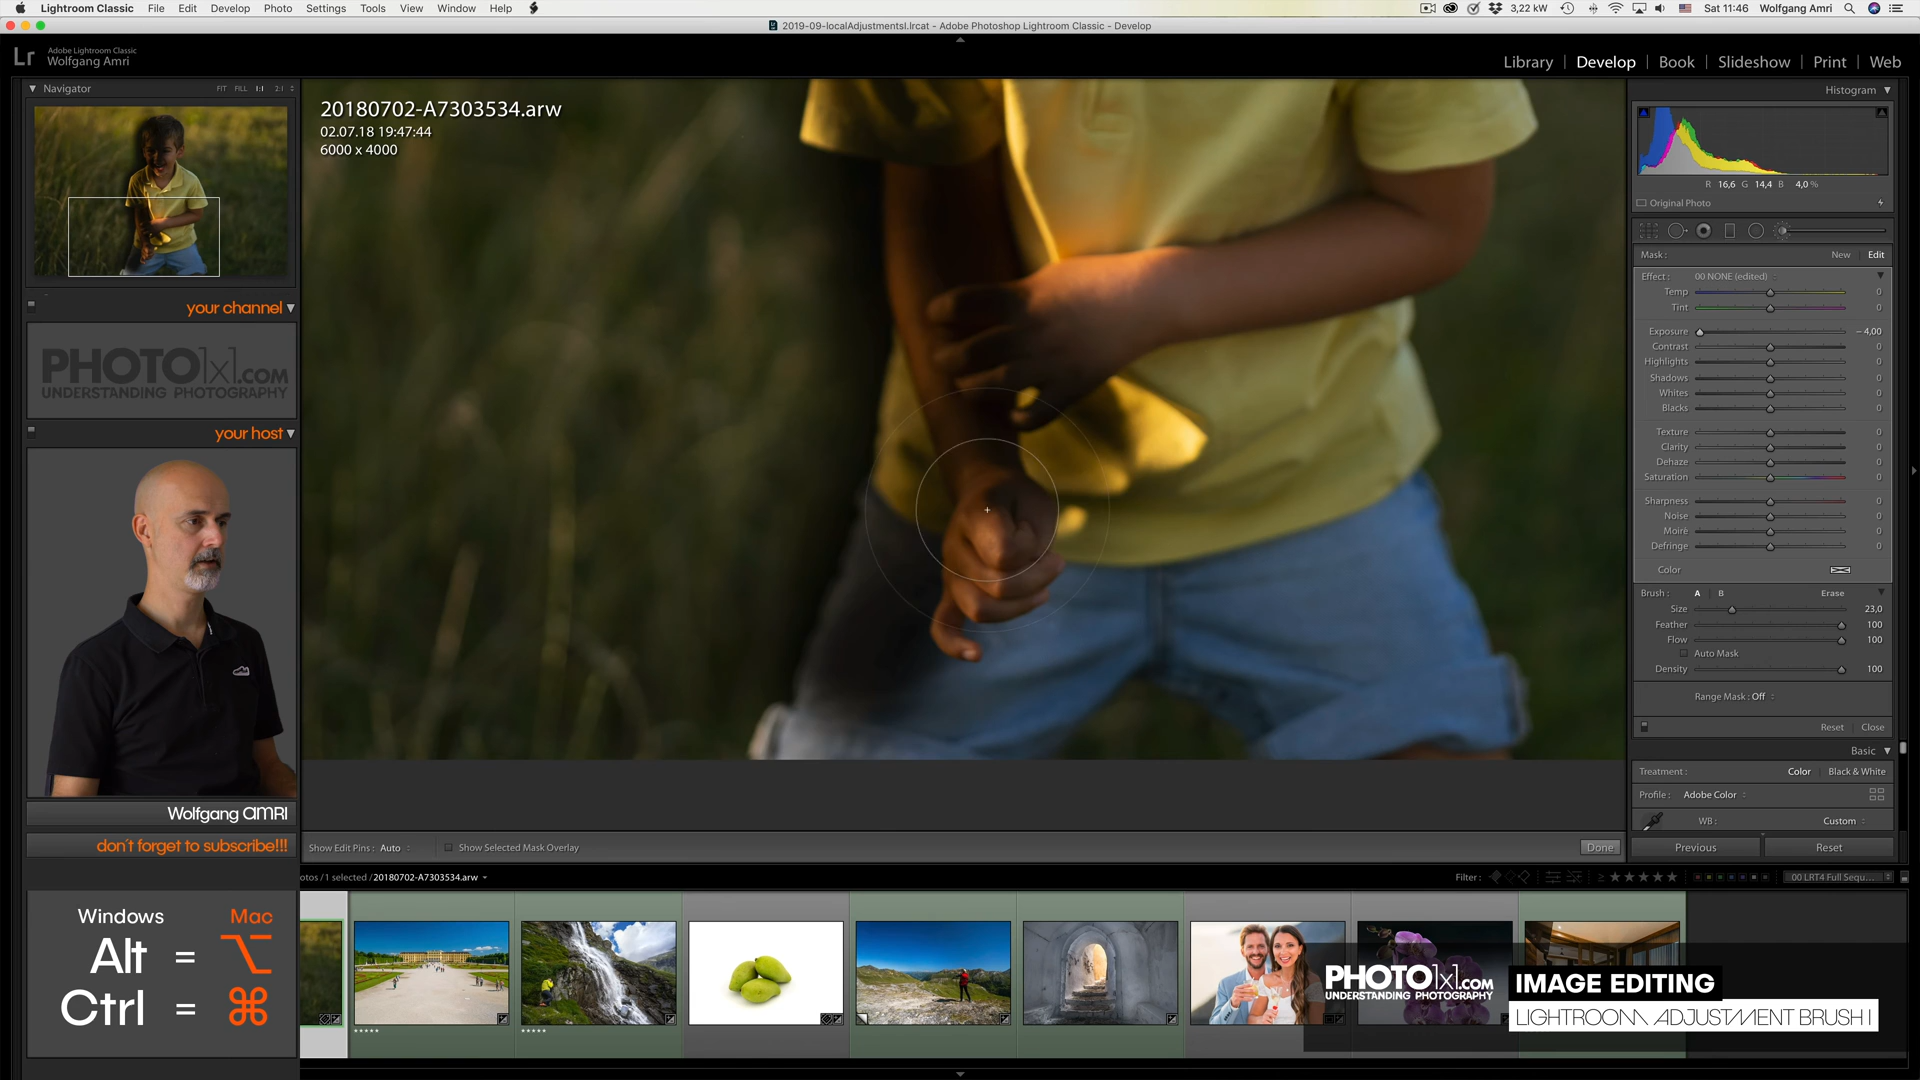 Lightroom Classic File Edit Develop Photo Settings Tools View Window Help
3,22 kW Sat 11:46 Wolfgang Amri
2019-09-localAdjustmentsI.lrcat - Adobe Photoshop Lightroom Classic - Develop
Lr
Adobe Lightroom Classic
Wolfgang Amri
Library | Develop | Book | Slideshow | Print | Web
Navigator FIT FILL 1:1 2:1
your channel
PHOTO[x].COM
UNDERSTANDING PHOTOGRAPHY
your host
Wolfgang AMRI
don't forget to subscribe!!!
Windows Mac
Alt = ⌥
Ctrl = ⌘
20180702-A7303534.arw
02.07.18 19:47:44
6000 x 4000
Histogram
R 16,6 G 14,4 B 4,0 %
Original Photo
Mask : New Edit
Effect : 00 NONE (edited)
Temp 0
Tint 0
Exposure – 4,00
Contrast 0
Highlights 0
Shadows 0
Whites 0
Blacks 0
Texture 0
Clarity 0
Dehaze 0
Saturation 0
Sharpness 0
Noise 0
Moiré 0
Defringe 0
Color
Brush : A B Erase
Size 23,0
Feather 100
Flow 100
Auto Mask
Density 100
Range Mask : Off
Reset Close
Basic
Treatment : Color Black & White
Profile : Adobe Color
WB : Custom
Previous Reset
Show Edit Pins : Auto Show Selected Mask Overlay Done
otos / 1 selected / 20180702-A7303534.arw
Filter : 00 LRT4 Full Sequ...
PHOTO[x].COM
UNDERSTANDING PHOTOGRAPHY
IMAGE EDITING
LIGHTROOM ADJUSTMENT BRUSH I